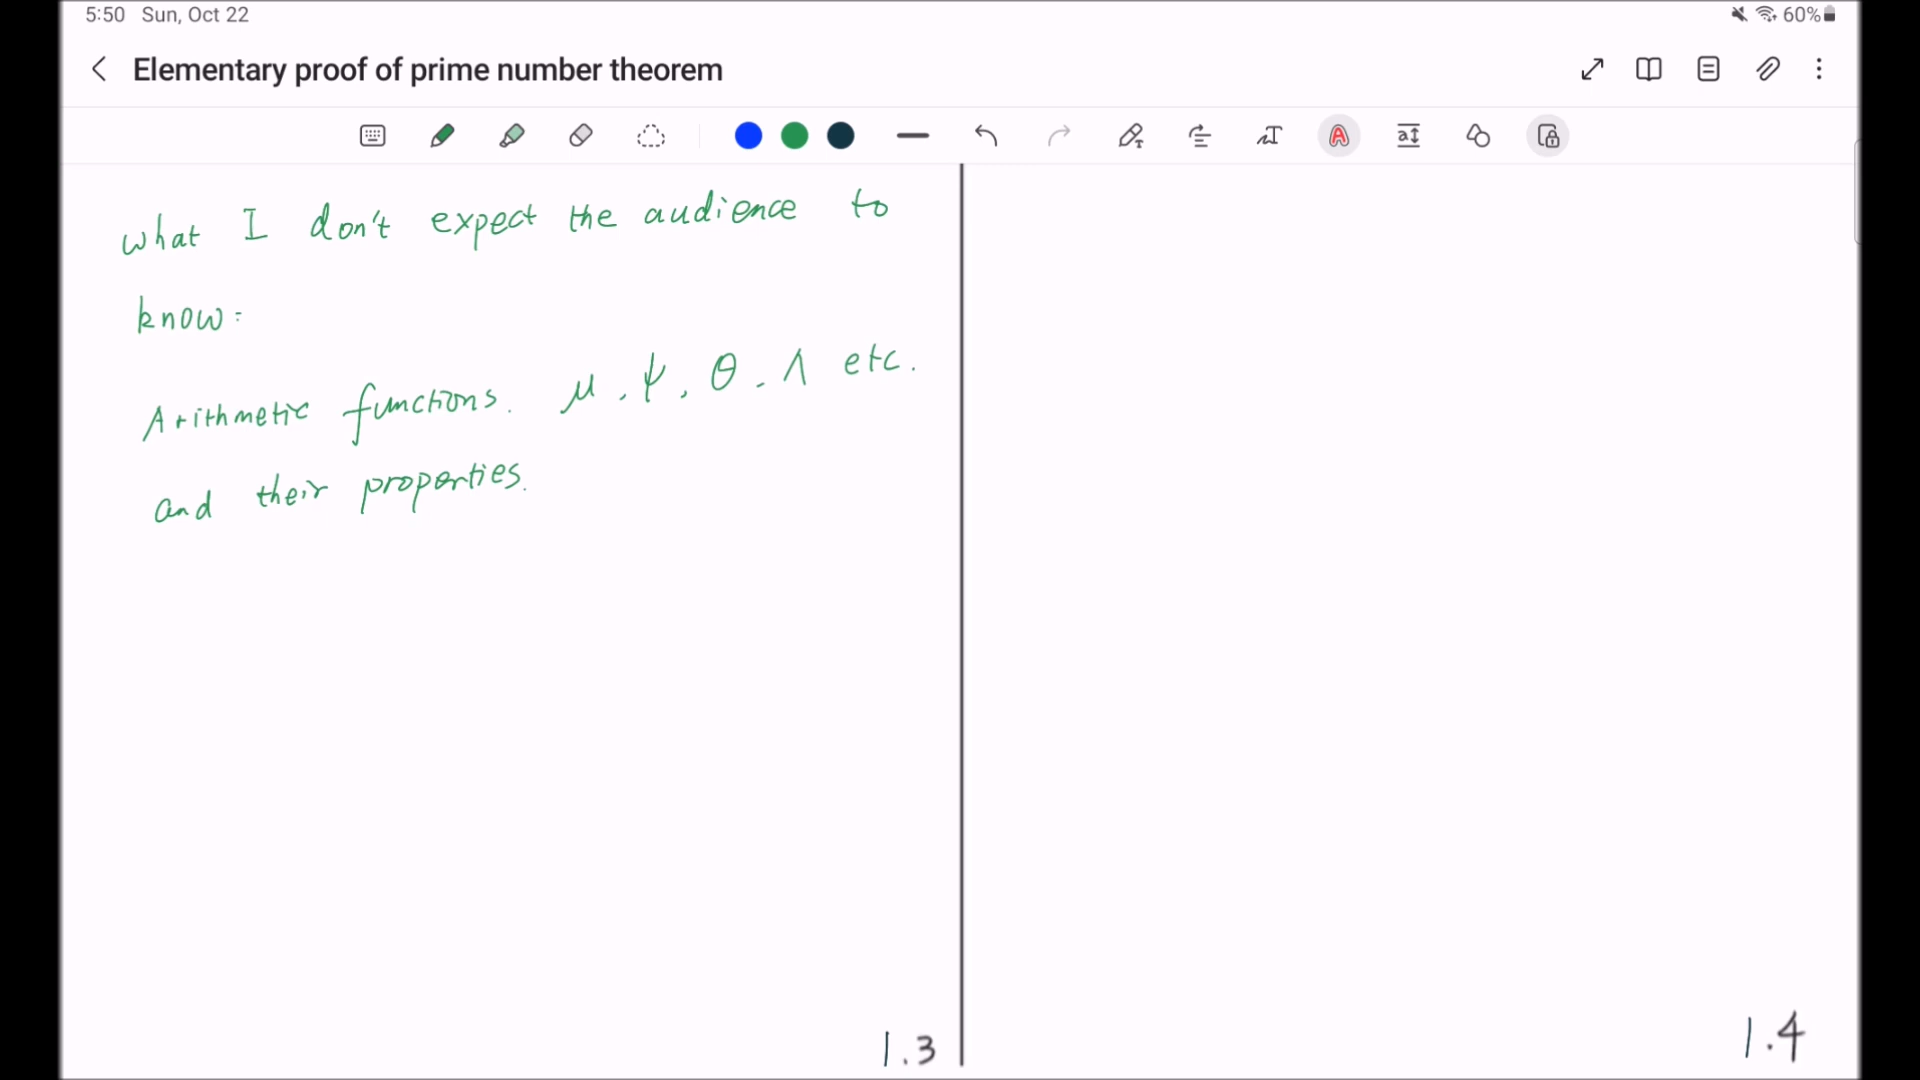 5:50 Sun, Oct 22 60%
Elementary proof of prime number theorem
what I don't expect the audience to
know:
Arithmetic functions. μ, ψ, θ. Λ etc.
and their properties.
1.3
1.4